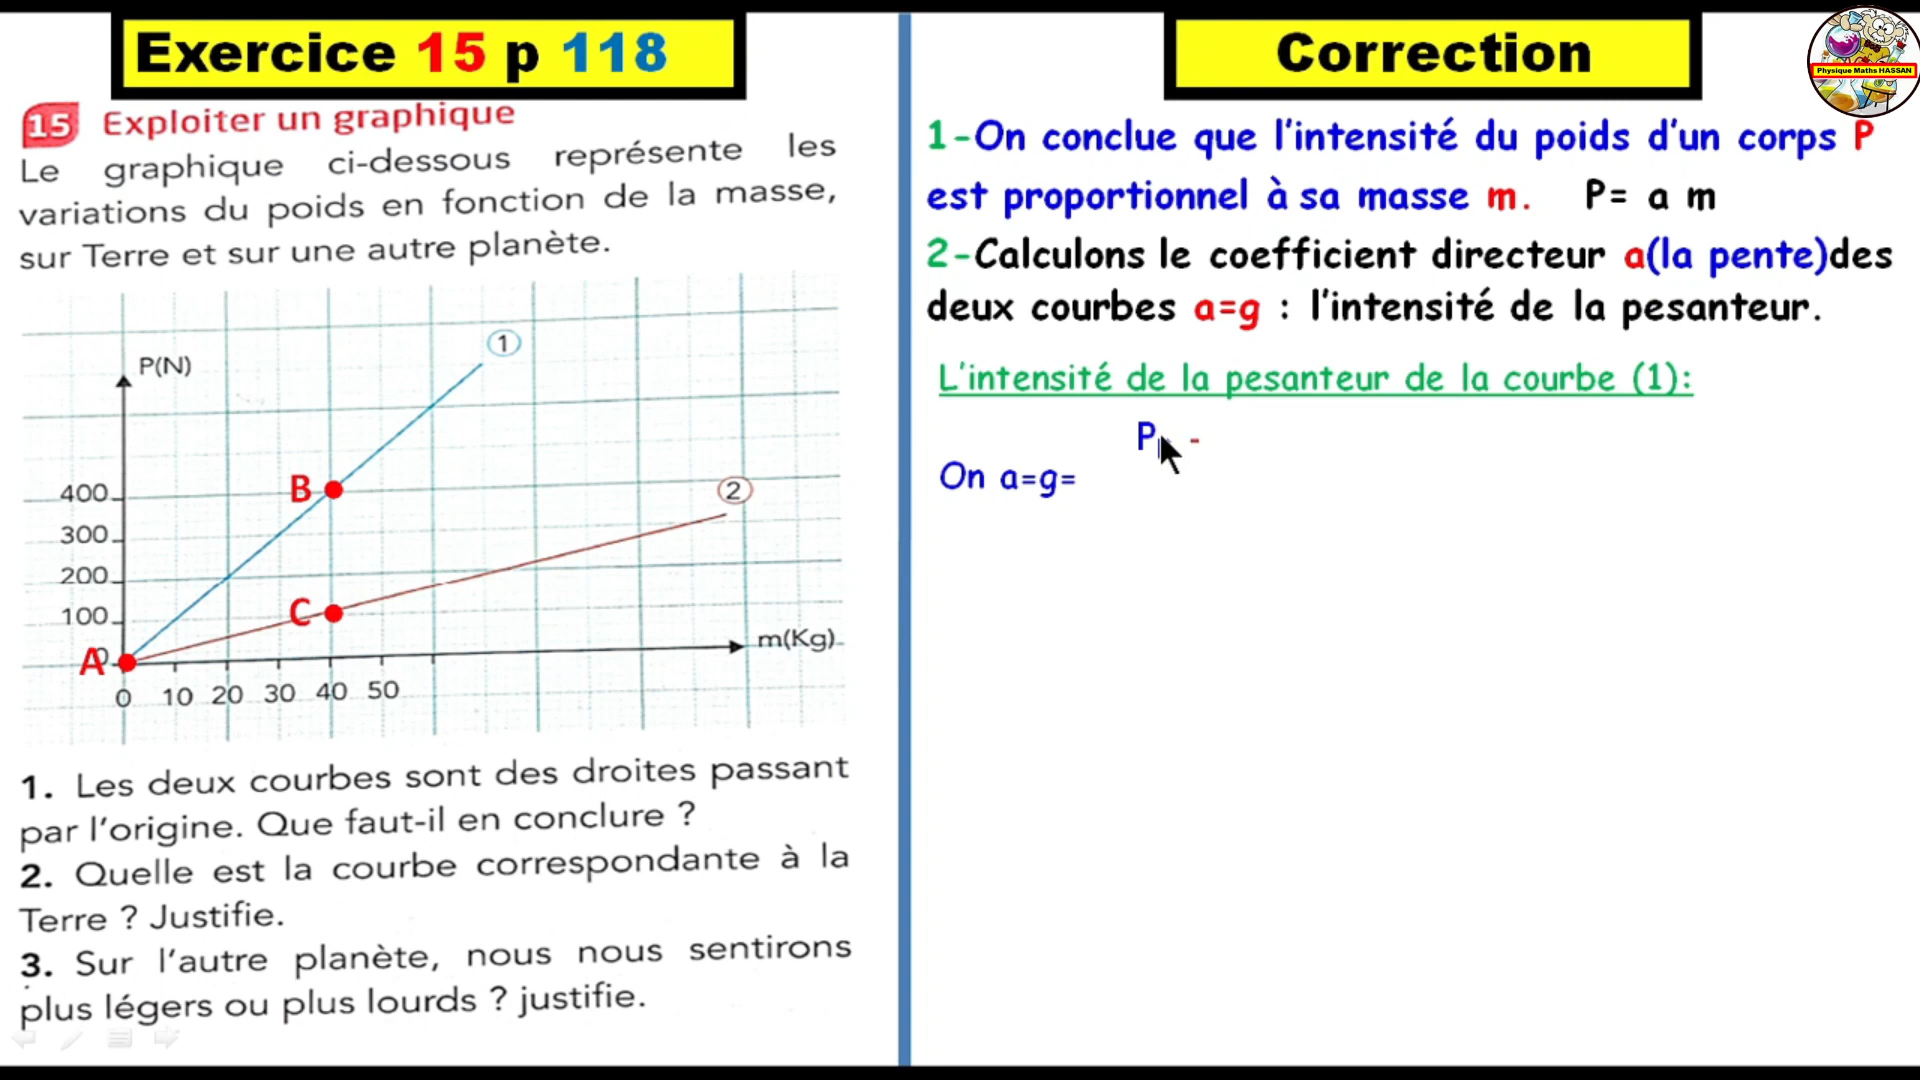 Exercice 15 p 118
15 Exploiter un graphique
Le graphique ci-dessous représente les
variations du poids en fonction de la masse,
sur Terre et sur une autre planète.
P(N)
1
2
B
400
300
200
100
C
A
0
m(Kg)
0 10 20 30 40 50
1. Les deux courbes sont des droites passant
par l'origine. Que faut-il en conclure ?
2. Quelle est la courbe correspondante à la
Terre ? Justifie.
3. Sur l'autre planète, nous nous sentirons
plus légers ou plus lourds ? justifie.
Correction
Physique Maths HASSAN
1-On conclue que l'intensité du poids d'un corps P
est proportionnel à sa masse m. P= a m
2-Calculons le coefficient directeur a(la pente)des
deux courbes a=g : l'intensité de la pesanteur.
L'intensité de la pesanteur de la courbe (1):
P -
On a=g=